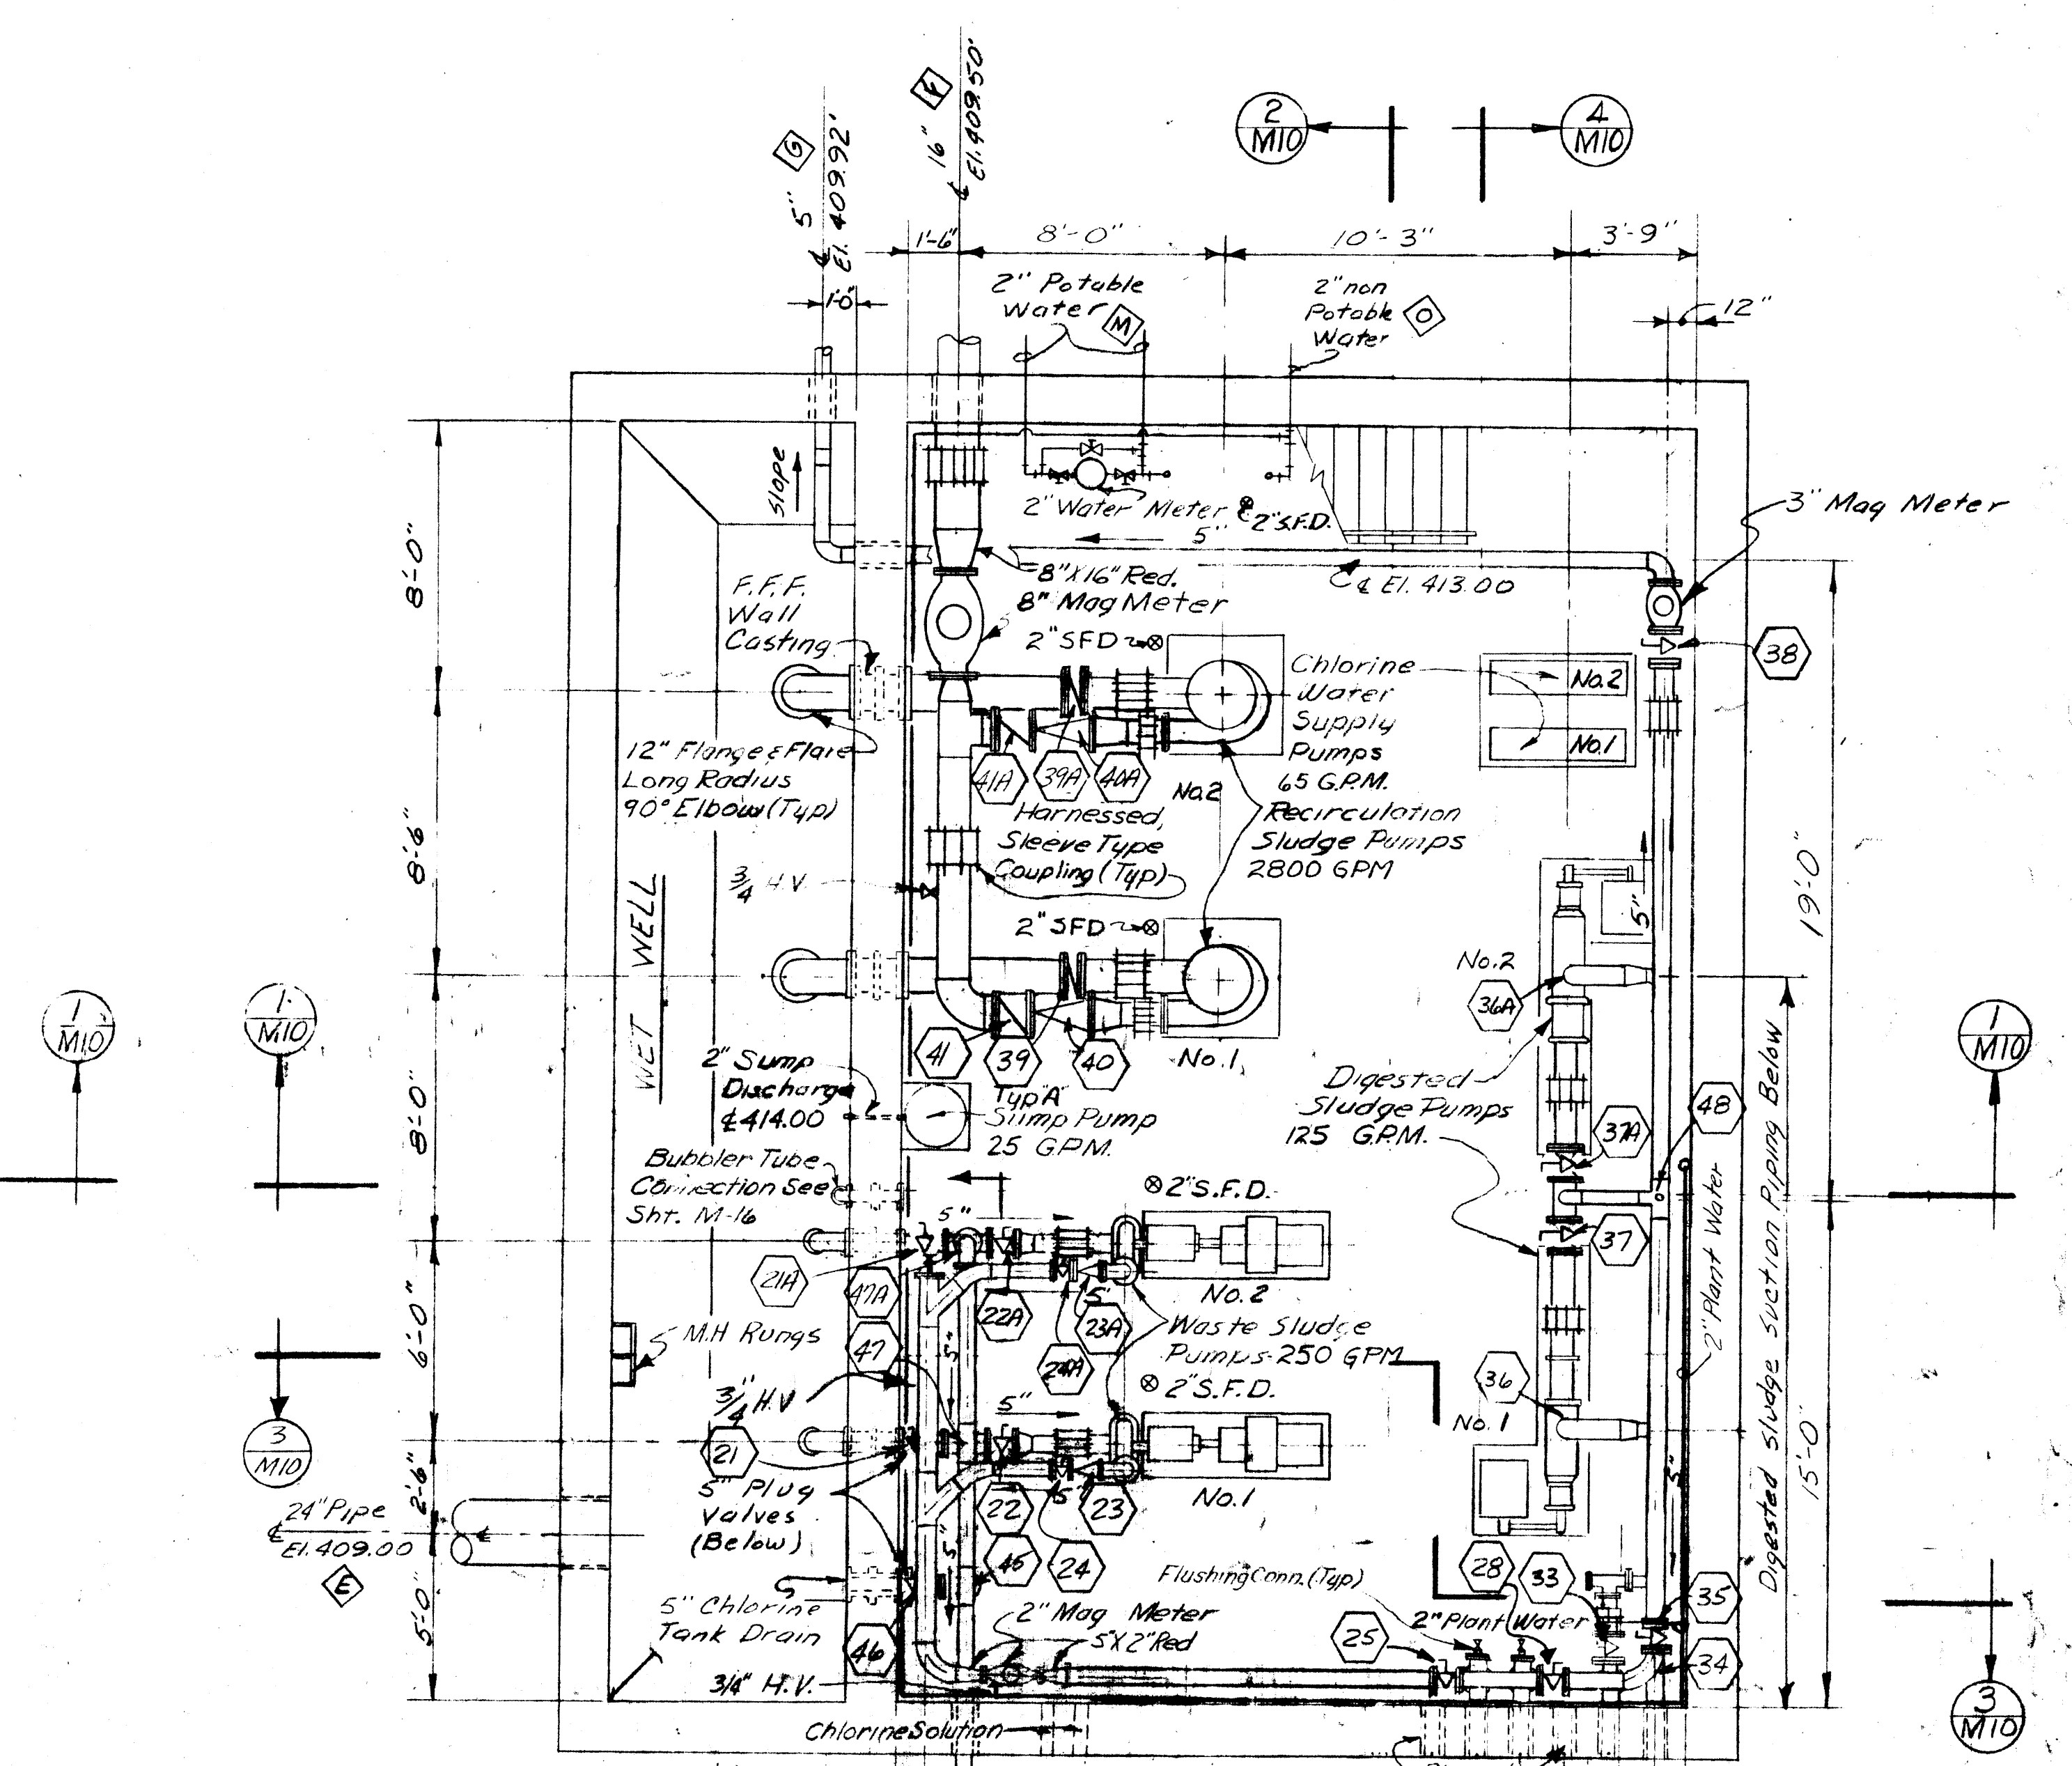 5" G
El. 409.92'
16" F
El. 409.50'
2
M10
4
M10
1'-6"
8'-0"
10'-3"
3'-9"
1'-0"
12"
2" Potable
Water M
2" non
Potable O
Water
SLOPE
2" Water Meter
2" S.F.D.
3" Mag Meter
5"
8"X16" Red.
8" Mag Meter
℄ El. 413.00
F.F.F.
Wall
Casting
2" SFD
Chlorine
Water
Supply
Pumps
65 G.P.M.
No.2
No.1
38
12" Flange & Flare
Long Radius
90° Elbow (Typ)
41A
39A
40A
No.2
Harnessed,
Sleeve Type
Coupling (Typ)
Recirculation
Sludge Pumps
2800 GPM
3/4 H.V
2" SFD
5"
8'-0"
8'-6"
8'-0"
6'-0"
2'-6"
5'-0"
19'-0"
15'-0"
WET WELL
1
M10
1
M10
1
M10
No.2
36A
41
39
40
No.1
2" Sump
Discharge
℄ 414.00
Typ "A"
Sump Pump
25 G.P.M.
Digested
Sludge Pumps
125 G.P.M.
37A
48
Bubbler Tube
Connection See
Sht. M-16
2" S.F.D.
5"
37
21A
47A
22A
5"
23A
24A
No.2
Waste Sludge
Pumps-250 GPM
2" S.F.D.
2" Plant Water
Digested Sludge Suction Piping Below
M.H Rungs
47
5"
3/4" H.V
36
No.1
5"
5"
3
M10
21
5" Plug
Valves
(Below)
22
5"
23
No.1
24" Pipe
℄
El. 409.00
E
5"
45
24
Flushing Conn. (Typ)
28
33
35
5" Chlorine
Tank Drain
46
2" Mag Meter
5X2" Red
25
2" Plant Water
34
3/4" H.V.
Chlorine Solution
3
M10